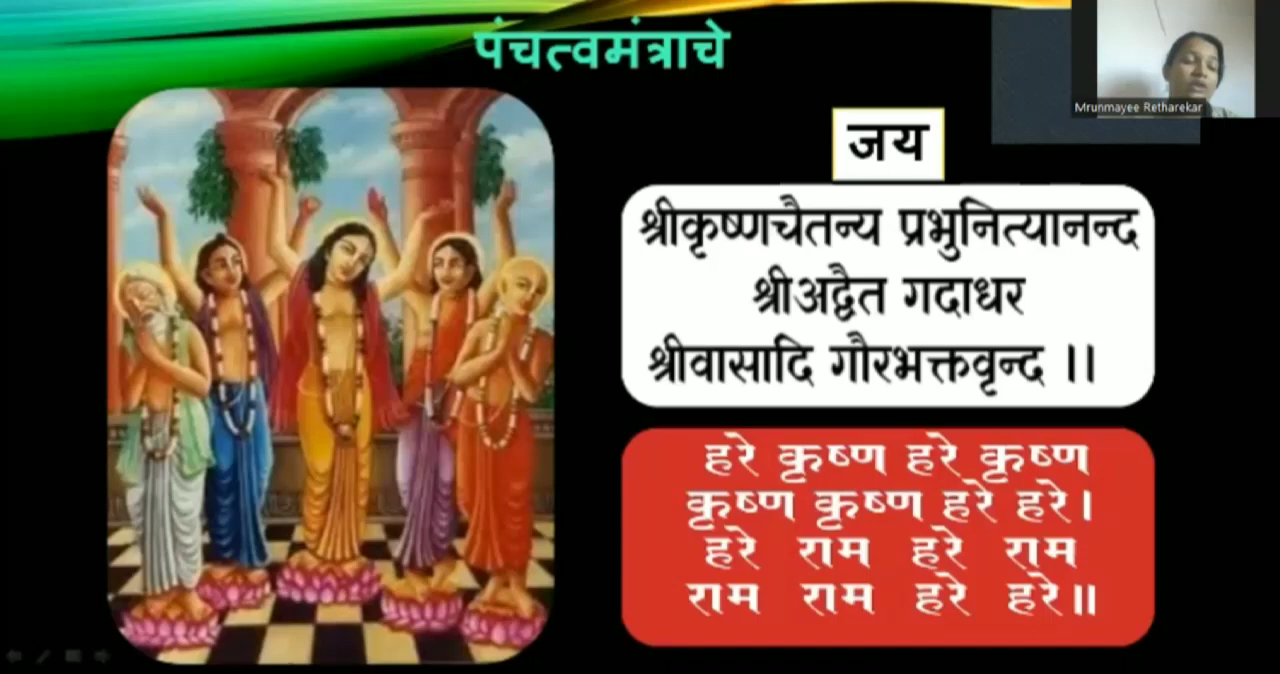 पंचत्वमंत्राचे
Mrunmayee Retharekar
जय
श्रीकृष्णचैतन्य प्रभुनित्यानन्द
श्रीअद्वैत गदाधर
श्रीवासादि गौरभक्तवृन्द ।।
हरे कृष्ण हरे कृष्ण
कृष्ण कृष्ण हरे हरे।
हरे राम हरे राम
राम राम हरे हरे॥